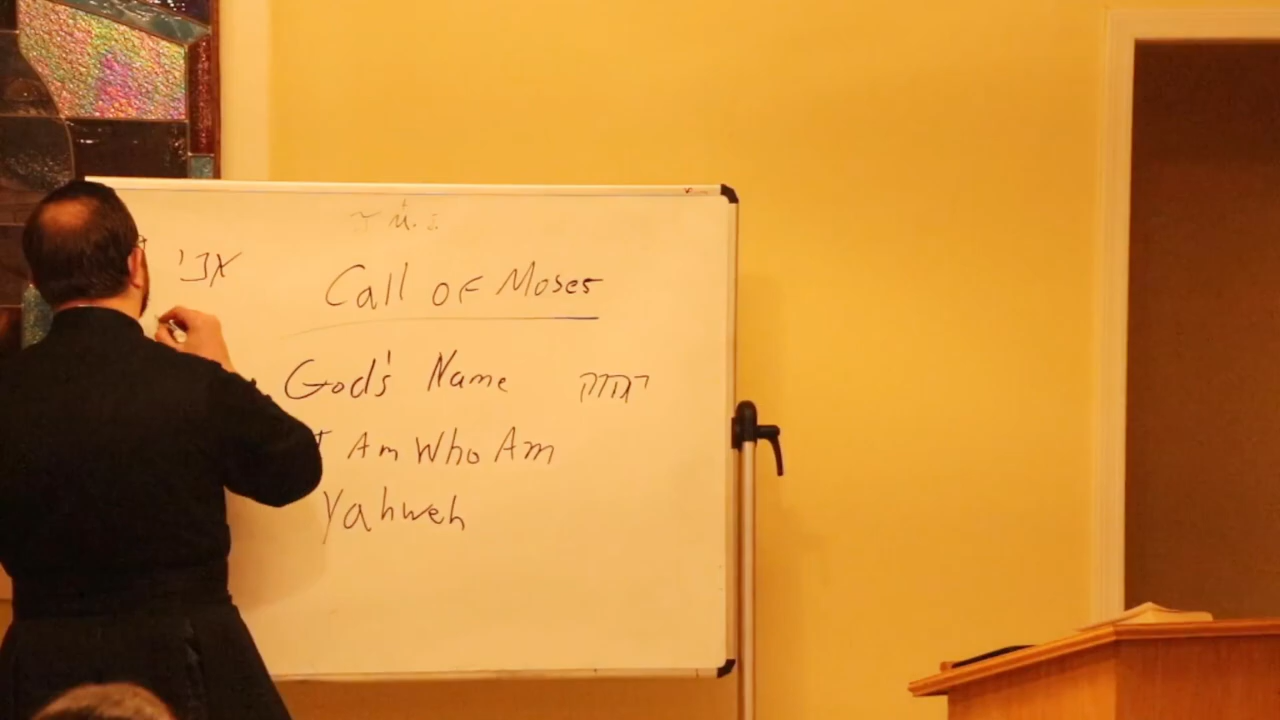 J. M. J.
אני
Call of Moses
God's Name יהוה
I Am Who Am
Yahweh